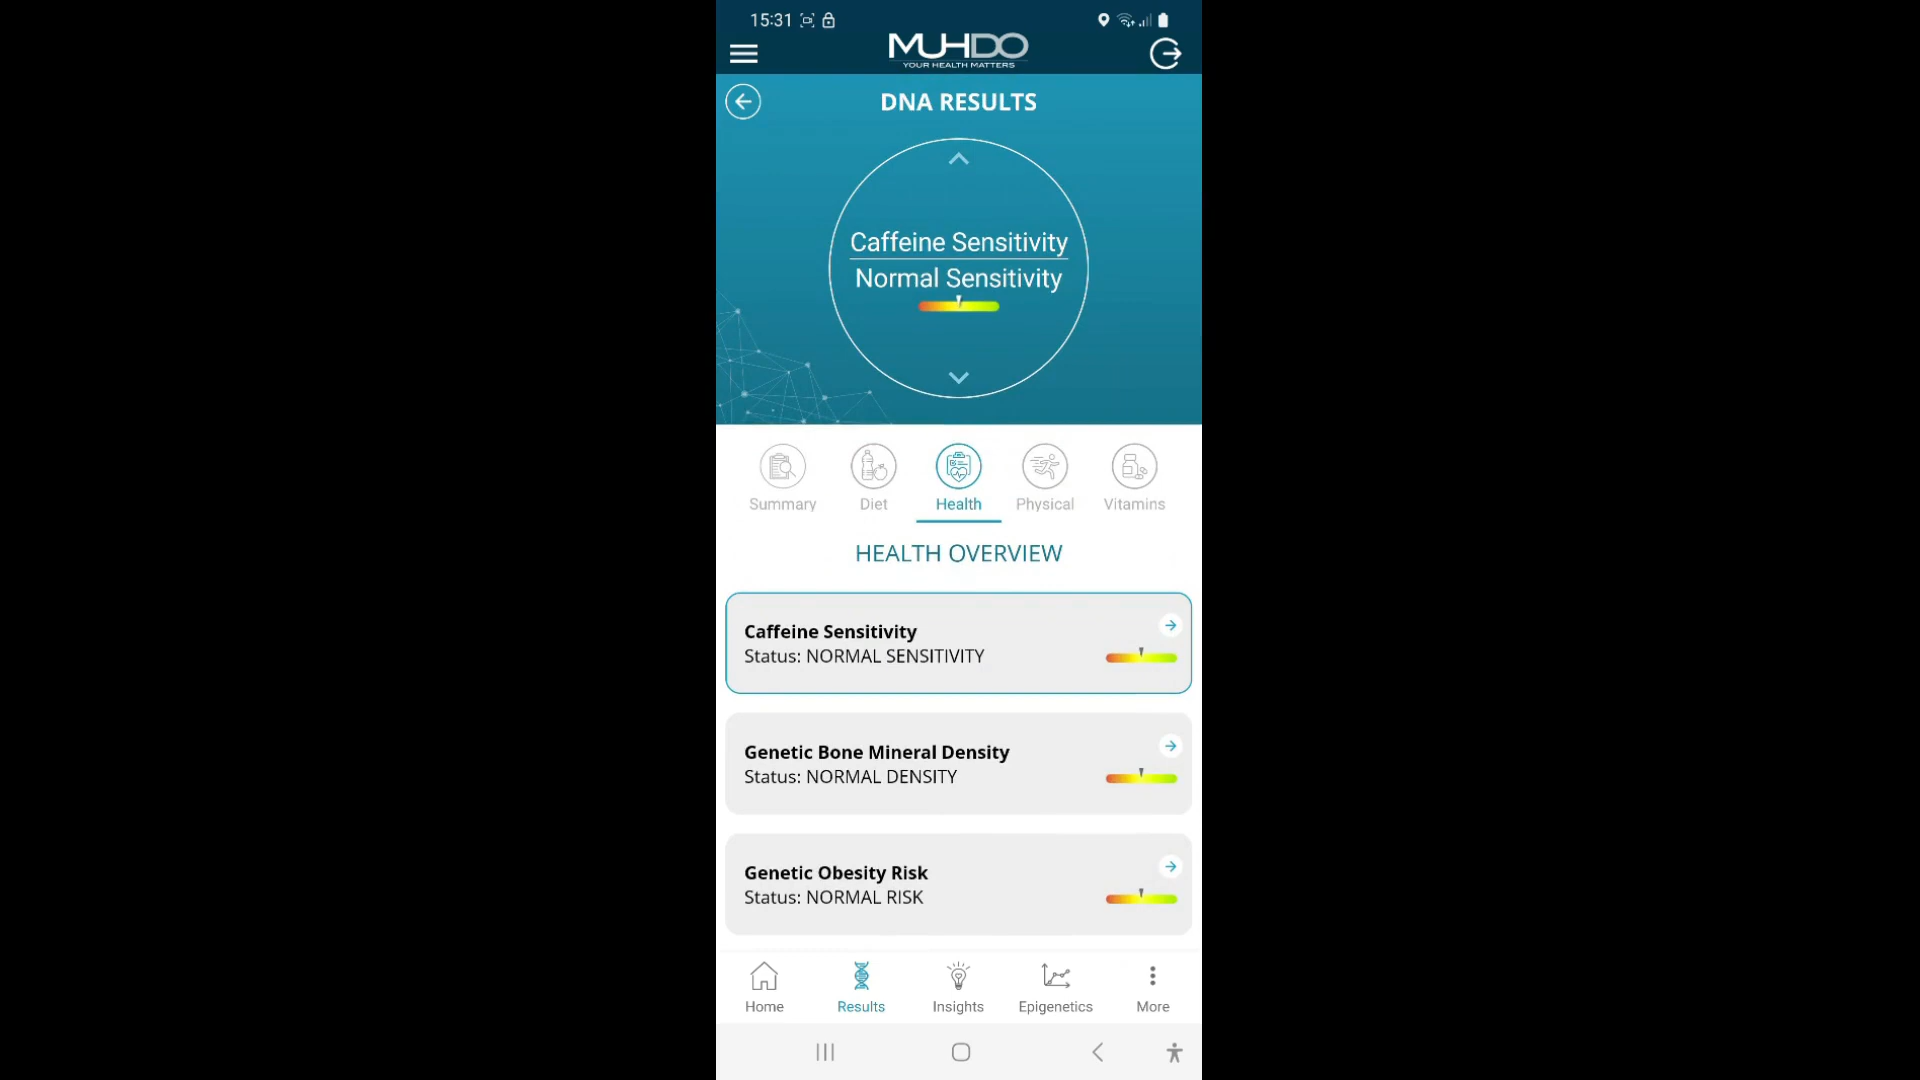 15:31
MUHDO
YOUR HEALTH MATTERS
DNA RESULTS
Caffeine Sensitivity
Normal Sensitivity
Summary Diet Health Physical Vitamins
HEALTH OVERVIEW
Caffeine Sensitivity
Status: NORMAL SENSITIVITY
Genetic Bone Mineral Density
Status: NORMAL DENSITY
Genetic Obesity Risk
Status: NORMAL RISK
Home Results Insights Epigenetics More